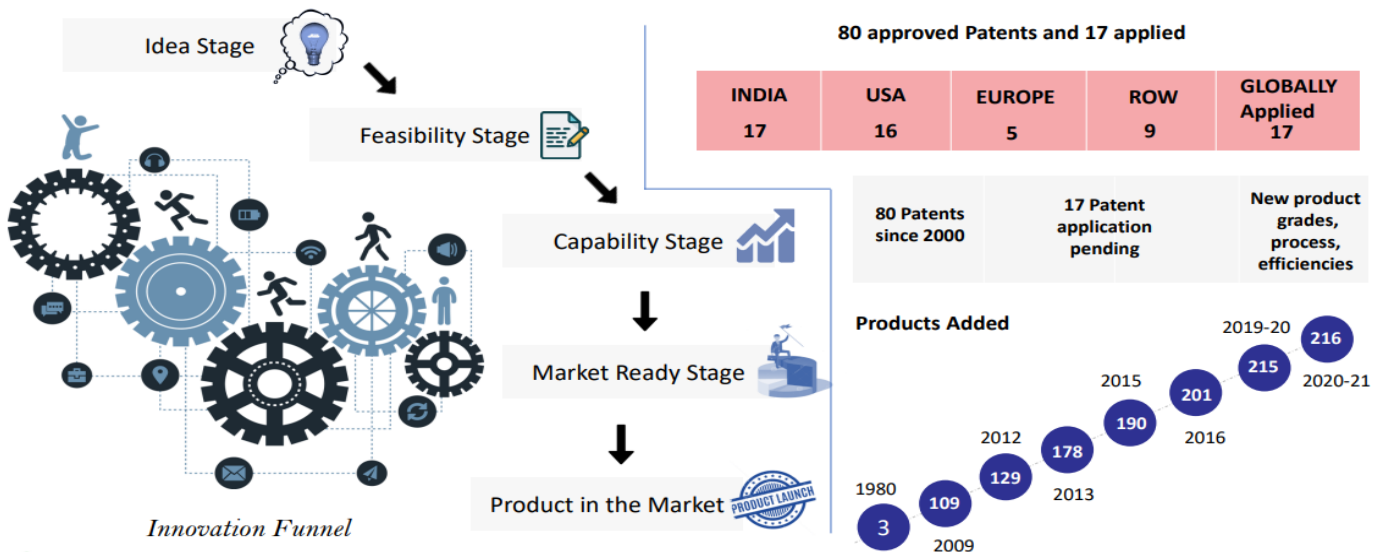 Idea Stage
Feasibility Stage
Capability Stage
Market Ready Stage
Product in the Market
PRODUCT LAUNCH
Innovation Funnel
80 approved Patents and 17 applied
INDIA
17
USA
16
EUROPE
5
ROW
9
GLOBALLY
Applied
17
80 Patents
since 2000
17 Patent
application
pending
New product
grades,
process,
efficiencies
Products Added
1980
3
109
2009
2012
129
178
2013
2015
190
201
2016
2019-20
215
216
2020-21